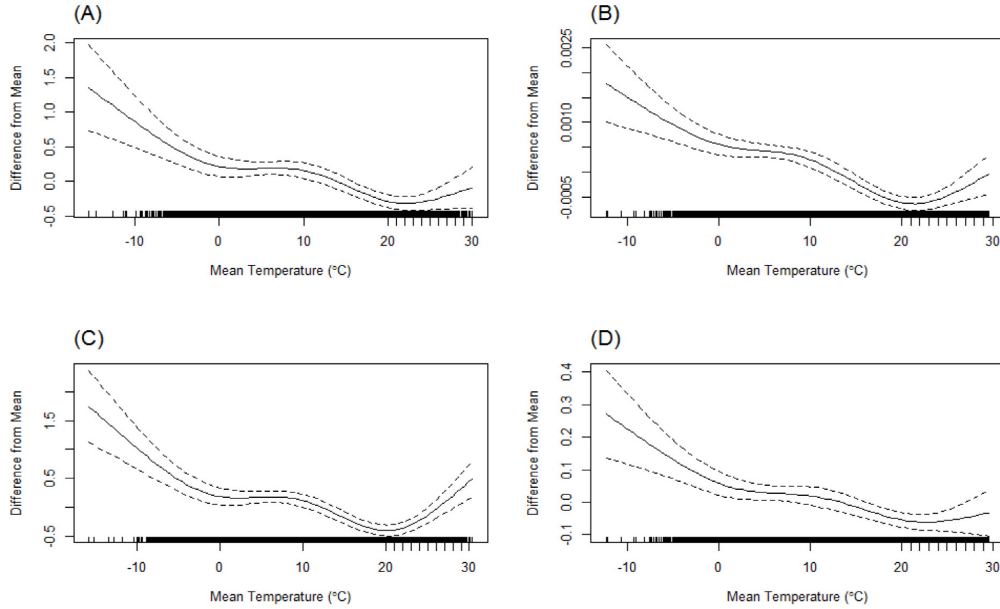 (A)
Difference from Mean
2.0
1.5
1.0
0.5
0.0
-0.5
-10 0 10 20 30
Mean Temperature (°C)
(B)
Difference from Mean
0.0025
0.0010
-0.0005
-10 0 10 20 30
Mean Temperature (°C)
(C)
Difference from Mean
1.5
0.5
-0.5
-10 0 10 20 30
Mean Temperature (°C)
(D)
Difference from Mean
0.4
0.3
0.2
0.1
0.0
-0.1
-10 0 10 20 30
Mean Temperature (°C)